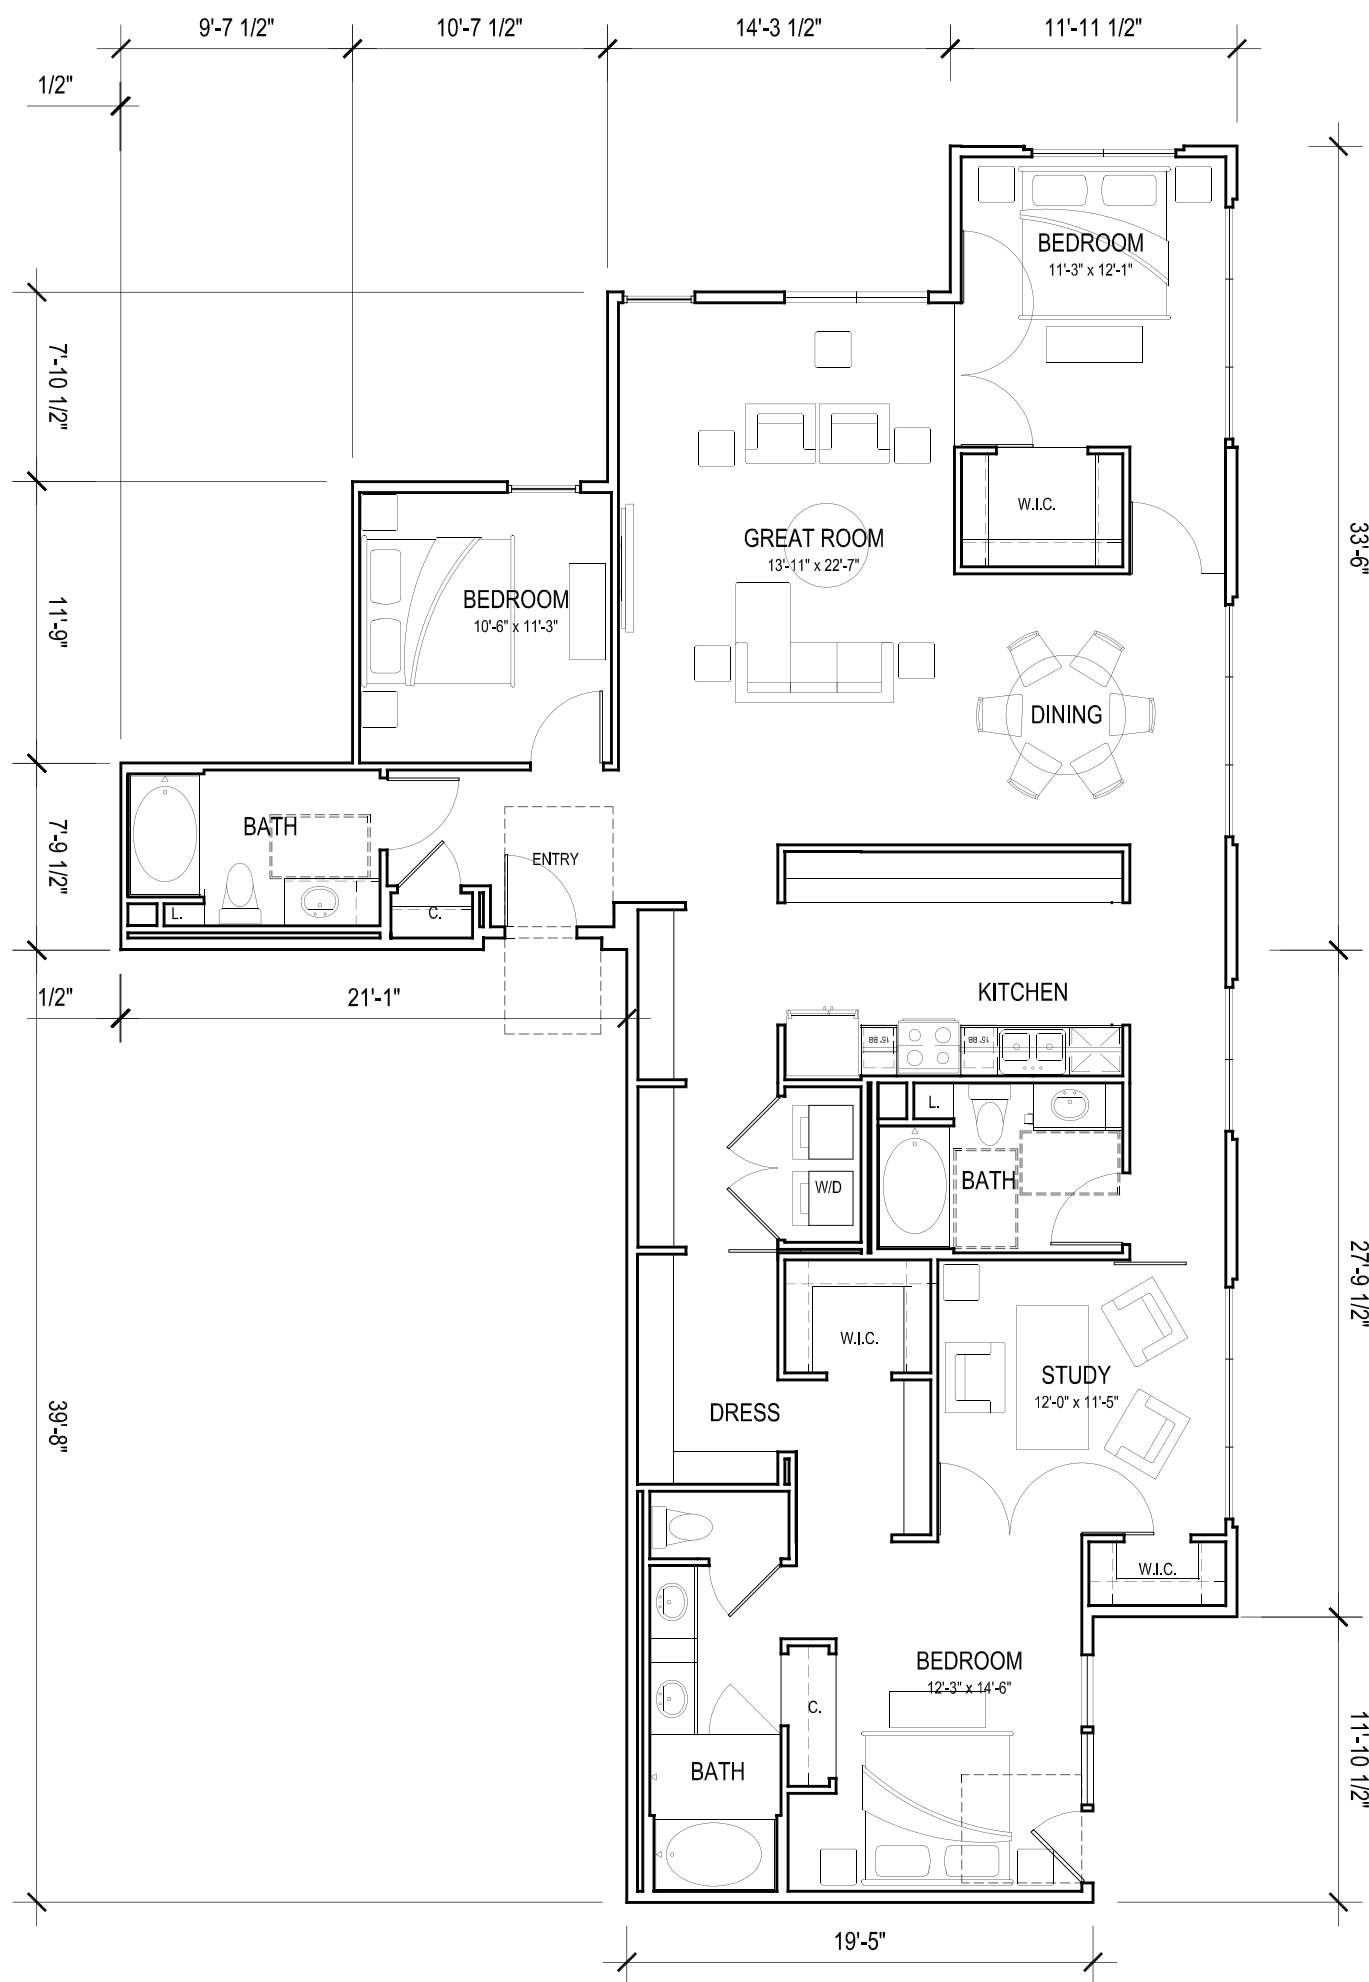 9'-7 1/2"
10'-7 1/2"
14'-3 1/2"
11'-11 1/2"
1/2"
BEDROOM
11'-3" x 12'-1"
7'-10 1/2"
W.I.C.
33'-6"
GREAT ROOM
13'-11" x 22'-7"
BEDROOM
10'-6" x 11'-3"
11'-9"
DINING
BATH
7'-9 1/2"
ENTRY
L.
C.
1/2"
21'-1"
KITCHEN
15" BB
15" BB
L.
BATH
W/D
27'-9 1/2"
W.I.C.
STUDY
12'-0" x 11'-5"
DRESS
39'-8"
W.I.C.
BEDROOM
12'-3" x 14'-6"
C.
11'-10 1/2"
BATH
19'-5"